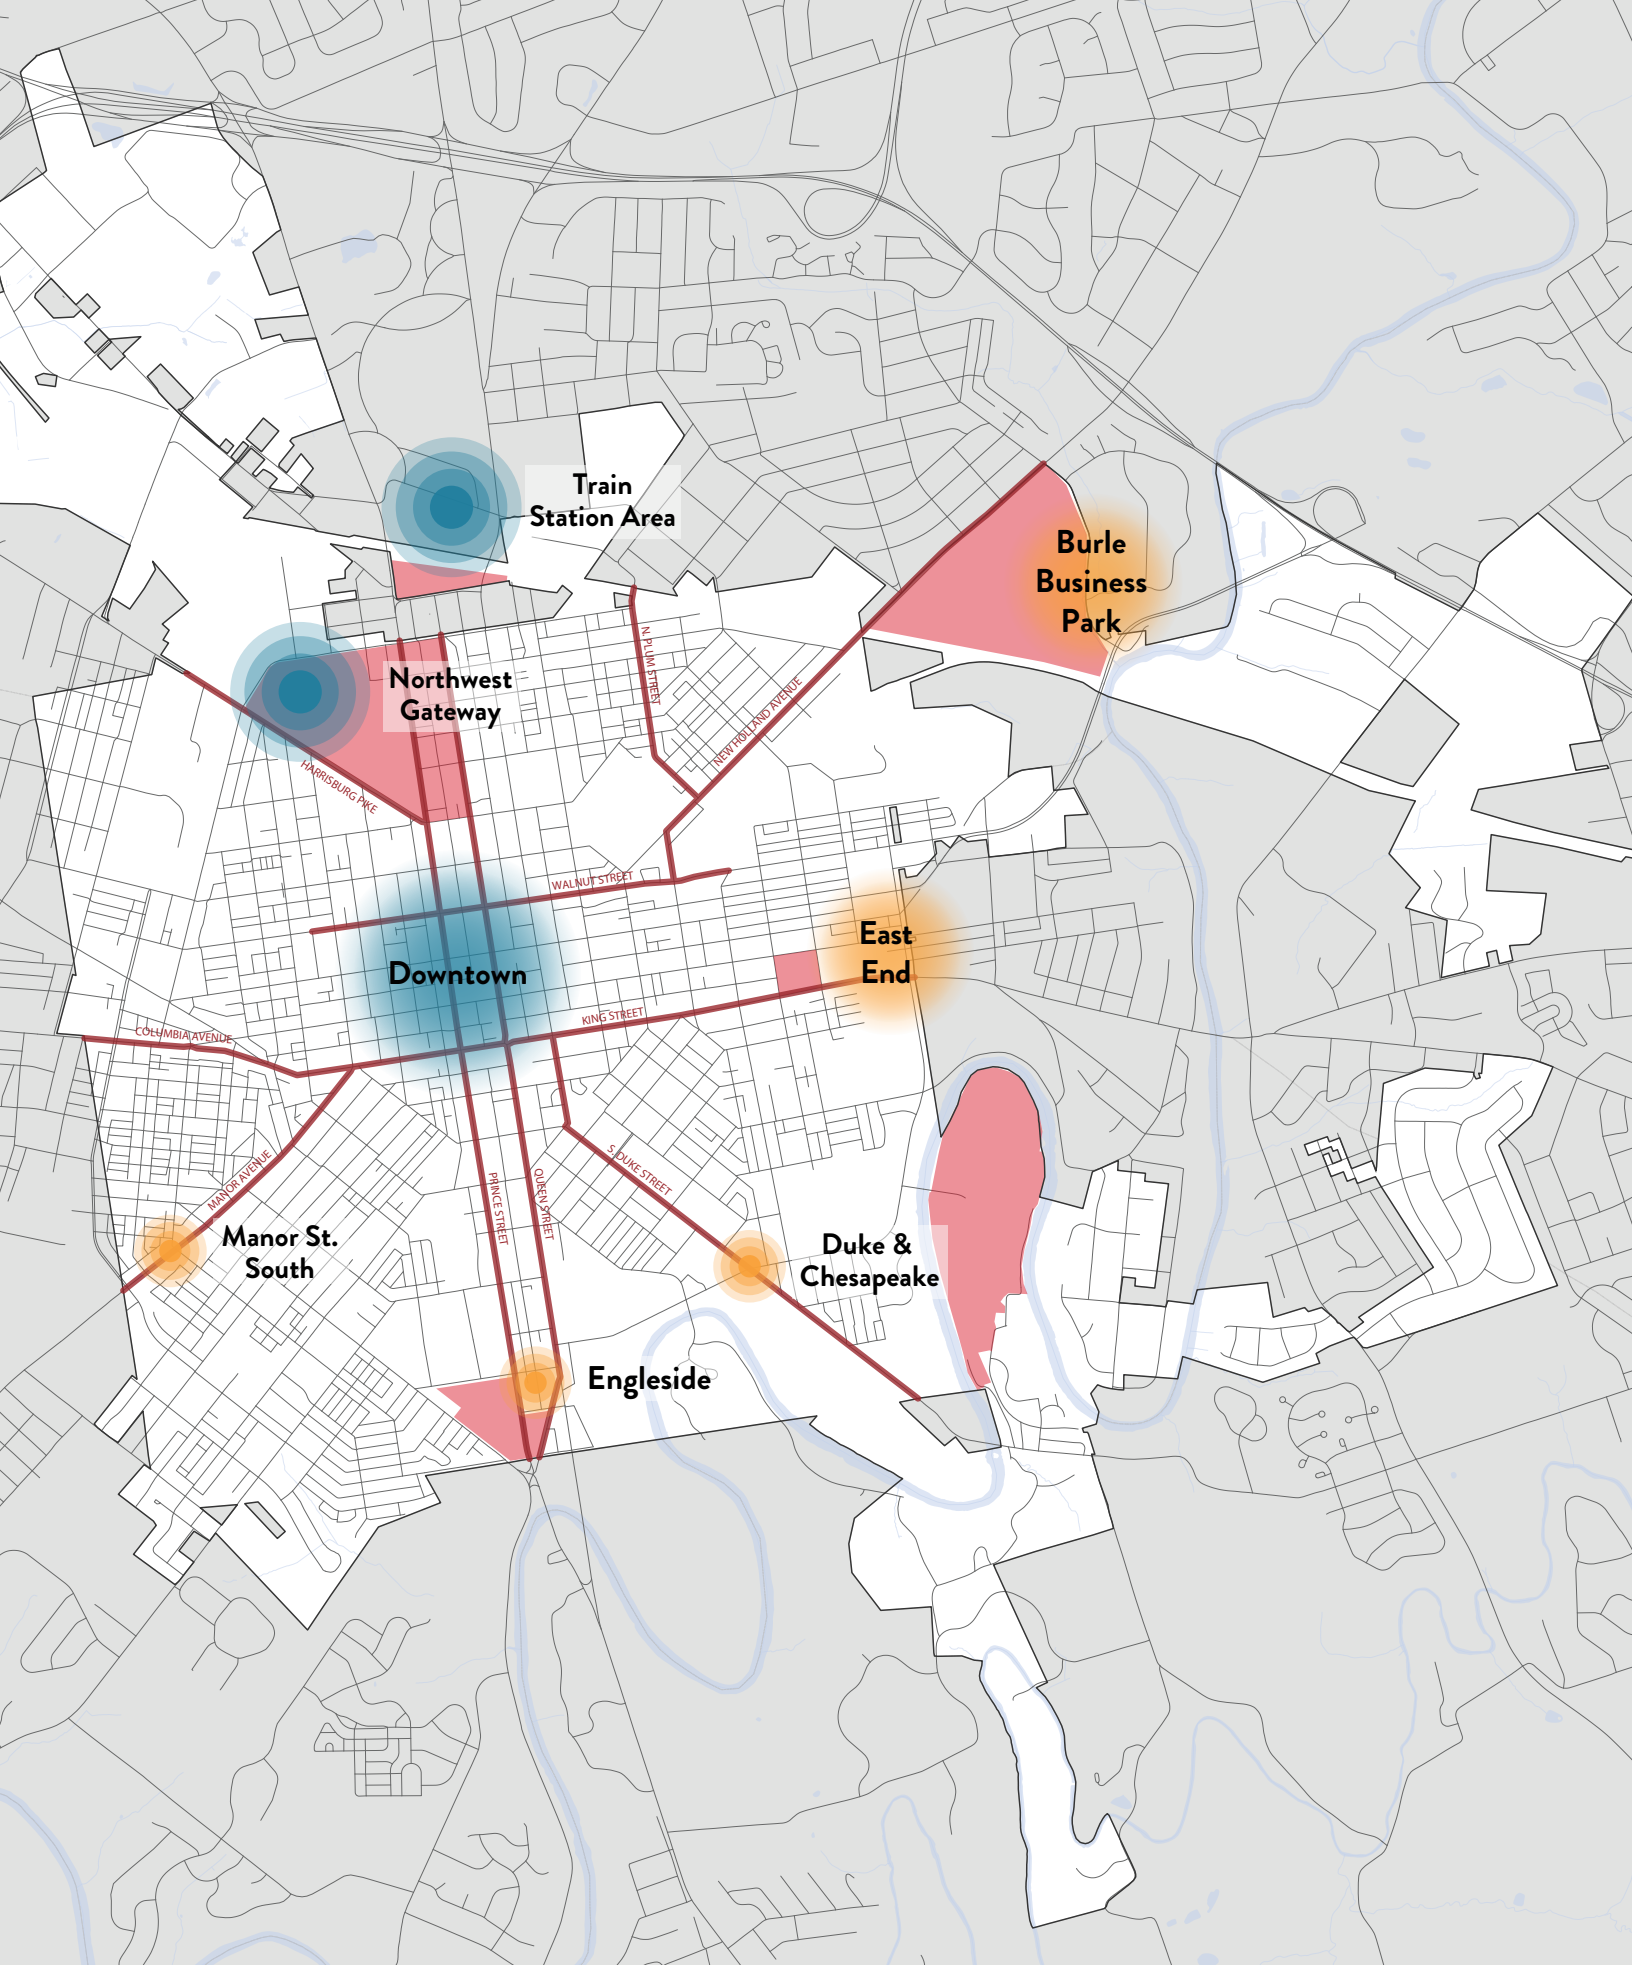 Train
Station Area
Burle
Business
Park
N. PLUM STREET
Northwest
Gateway
NEW HOLLAND AVENUE
HARRISBURG PIKE
WALNUT STREET
East
End
Downtown
KING STREET
COLUMBIA AVENUE
MANOR AVENUE
S. DUKE STREET
PRINCE STREET
QUEEN STREET
Manor St.
South
Duke &
Chesapeake
Engleside